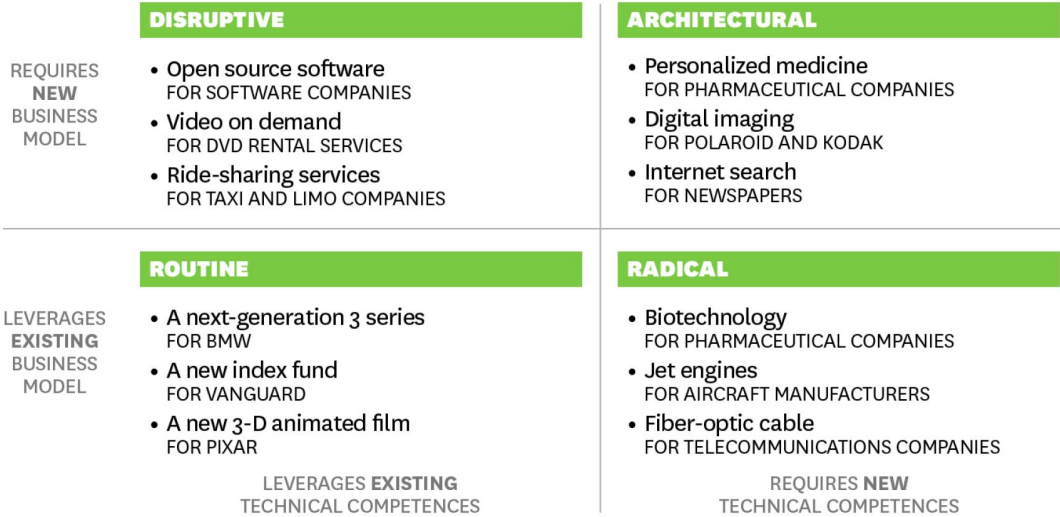 DISRUPTIVE
ARCHITECTURAL
REQUIRES
NEW
BUSINESS
MODEL
• Open source software
FOR SOFTWARE COMPANIES
• Video on demand
FOR DVD RENTAL SERVICES
• Ride-sharing services
FOR TAXI AND LIMO COMPANIES
• Personalized medicine
FOR PHARMACEUTICAL COMPANIES
• Digital imaging
FOR POLAROID AND KODAK
• Internet search
FOR NEWSPAPERS
ROUTINE
RADICAL
LEVERAGES
EXISTING
BUSINESS
MODEL
• A next-generation 3 series
FOR BMW
• A new index fund
FOR VANGUARD
• A new 3-D animated film
FOR PIXAR
• Biotechnology
FOR PHARMACEUTICAL COMPANIES
• Jet engines
FOR AIRCRAFT MANUFACTURERS
• Fiber-optic cable
FOR TELECOMMUNICATIONS COMPANIES
LEVERAGES EXISTING
TECHNICAL COMPETENCES
REQUIRES NEW
TECHNICAL COMPETENCES